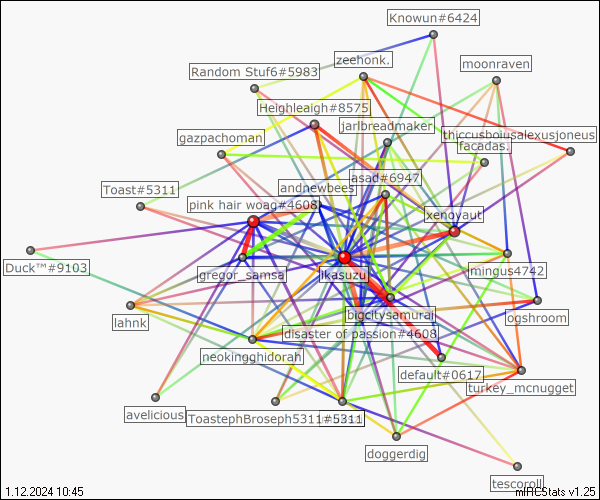 Knowun#6424
zeehonk.
moonraven
Random Stuf6#5983
Heighleigh#8575
jarlbreadmaker
thiccusboiusalexusjoneus
gazpachoman
facadas.
asad#6947
Toast#5311
andnewbees
pink hair woag#4608
xenoyaut
Duck™#9103
gregor_samsa
ikasuzu
mingus4742
lahnk
bigcitysamurai
ogshroom
disaster of passion#4608
neokingghidorah
default#0617
turkey_mcnugget
avelicious
ToastephBroseph5311#5311
doggerdig
tescoroll
1.12.2024 10:45
mIRCStats v1.25